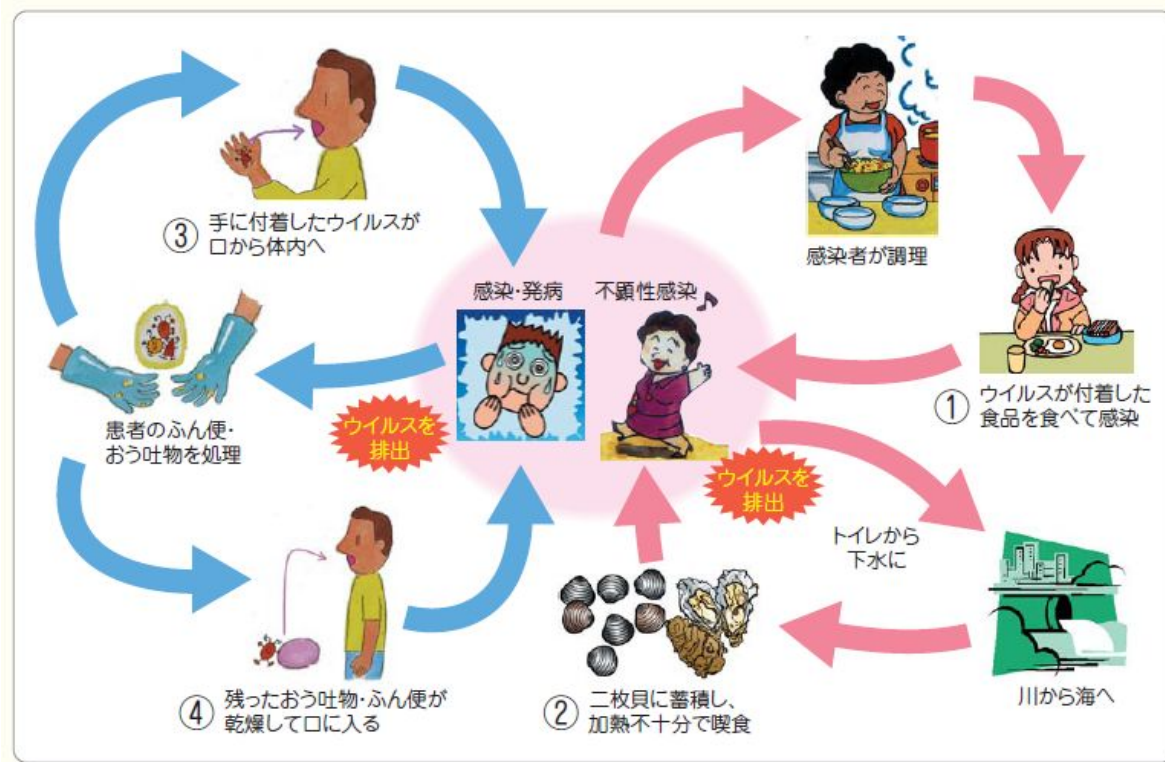 ③ 手に付着したウイルスが
口から体内へ
感染者が調理
感染・発病
不顕性感染
① ウイルスが付着した
食品を食べて感染
患者のふん便・
おう吐物を処理
ウイルスを
排出
ウイルスを
排出
トイレから
下水に
④ 残ったおう吐物・ふん便が
乾燥して口に入る
② 二枚貝に蓄積し、
加熱不十分で喫食
川から海へ